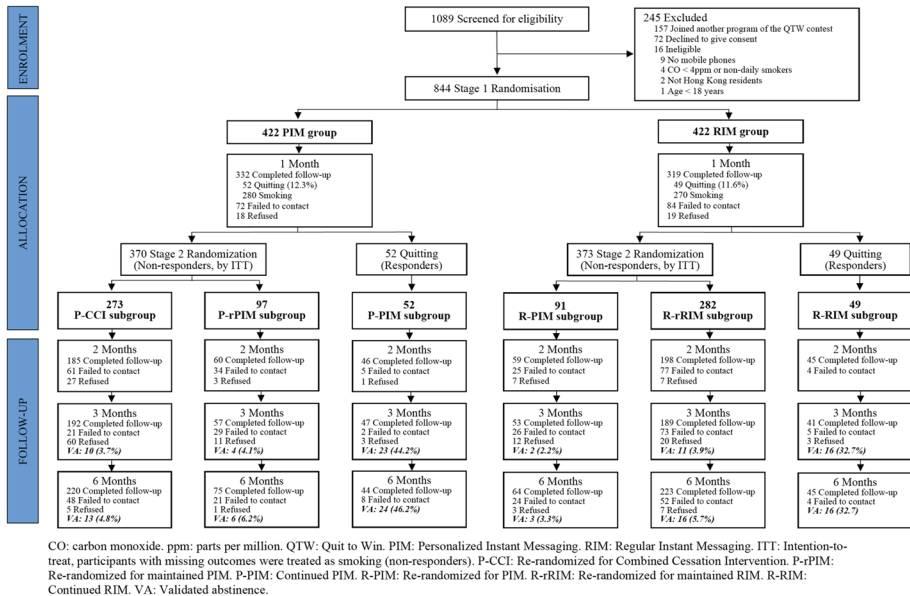 ENROLMENT
1089 Screened for eligibility
245 Excluded
157 Joined another program of the QTW contest
72 Declined to give consent
16 Ineligible
9 No mobile phones
4 CO < 4ppm or non-daily smokers
2 Not Hong Kong residents
1 Age < 18 years
844 Stage 1 Randomisation
ALLOCATION
422 PIM group
1 Month
332 Completed follow-up
52 Quitting (12.3%)
280 Smoking
72 Failed to contact
18 Refused
422 RIM group
1 Month
319 Completed follow-up
49 Quitting (11.6%)
270 Smoking
84 Failed to contact
19 Refused
370 Stage 2 Randomization
(Non-responders, by ITT)
52 Quitting
(Responders)
373 Stage 2 Randomization
(Non-responders, by ITT)
49 Quitting
(Responders)
273
P-CCI subgroup
97
P-rPIM subgroup
52
P-PIM subgroup
91
R-PIM subgroup
282
R-rRIM subgroup
49
R-RIM subgroup
FOLLOW-UP
2 Months
185 Completed follow-up
61 Failed to contact
27 Refused
2 Months
60 Completed follow-up
34 Failed to contact
3 Refused
2 Months
46 Completed follow-up
5 Failed to contact
1 Refused
2 Months
59 Completed follow-up
25 Failed to contact
7 Refused
2 Months
198 Completed follow-up
77 Failed to contact
7 Refused
2 Months
45 Completed follow-up
4 Failed to contact
3 Months
192 Completed follow-up
21 Failed to contact
60 Refused
VA: 10 (3.7%)
3 Months
57 Completed follow-up
29 Failed to contact
11 Refused
VA: 4 (4.1%)
3 Months
47 Completed follow-up
2 Failed to contact
3 Refused
VA: 23 (44.2%)
3 Months
53 Completed follow-up
26 Failed to contact
12 Refused
VA: 2 (2.2%)
3 Months
189 Completed follow-up
73 Failed to contact
20 Refused
VA: 11 (3.9%)
3 Months
41 Completed follow-up
5 Failed to contact
3 Refused
VA: 16 (32.7%)
6 Months
220 Completed follow-up
48 Failed to contact
5 Refused
VA: 13 (4.8%)
6 Months
75 Completed follow-up
21 Failed to contact
1 Refused
VA: 6 (6.2%)
6 Months
44 Completed follow-up
8 Failed to contact
VA: 24 (46.2%)
6 Months
64 Completed follow-up
24 Failed to contact
3 Refused
VA: 3 (3.3%)
6 Months
223 Completed follow-up
52 Failed to contact
7 Refused
VA: 16 (5.7%)
6 Months
45 Completed follow-up
4 Failed to contact
VA: 16 (32.7)
CO: carbon monoxide. ppm: parts per million. QTW: Quit to Win. PIM: Personalized Instant Messaging. RIM: Regular Instant Messaging. ITT: Intention-to-
treat, participants with missing outcomes were treated as smoking (non-responders). P-CCI: Re-randomized for Combined Cessation Intervention. P-rPIM:
Re-randomized for maintained PIM. P-PIM: Continued PIM. R-PIM: Re-randomized for PIM. R-rRIM: Re-randomized for maintained RIM. R-RIM:
Continued RIM. VA: Validated abstinence.